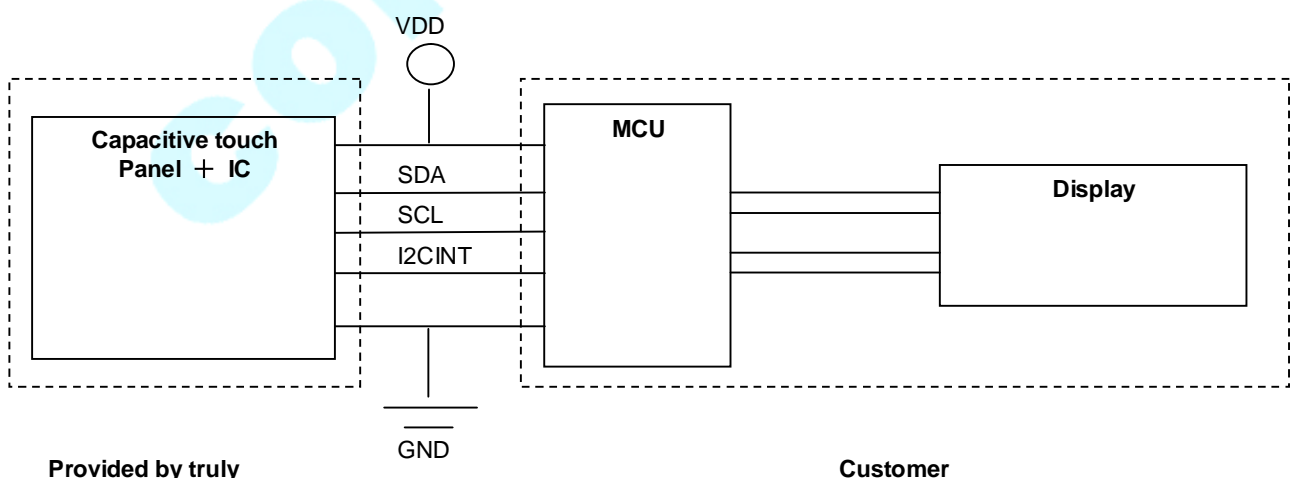 VDD
Capacitive touch
Panel + IC
MCU
SDA
SCL
I2CINT
Display
GND
Provided by truly
Customer